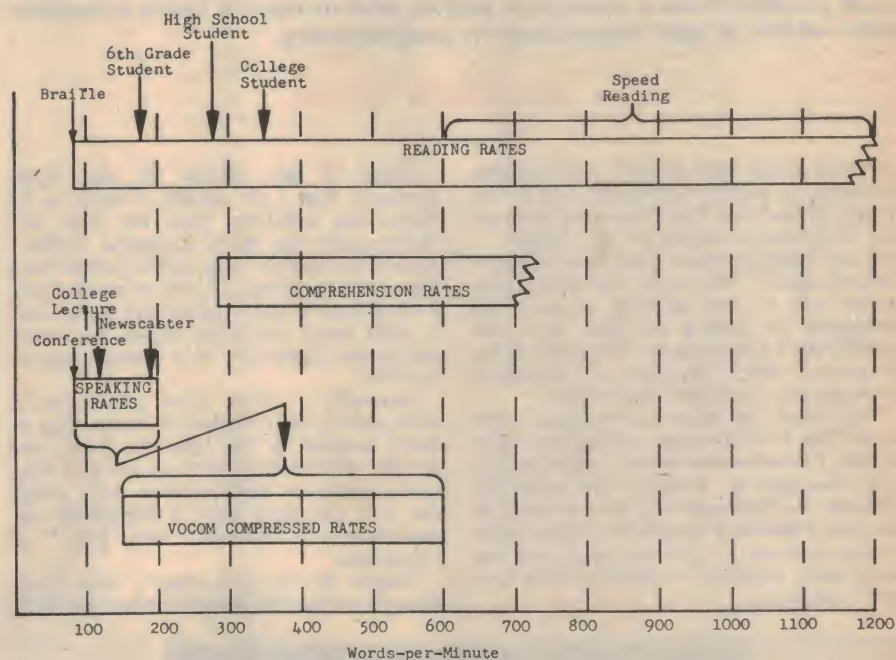 High School
Student
6th Grade
Student
College
Student
Speed
Reading
Braille
READING RATES
COMPREHENSION RATES
College
Lecture
Newscaster
Conference
SPEAKING
RATES
VOCOM COMPRESSED RATES
100 200 300 400 500 600 700 800 900 1000 1100 1200
Words-per-Minute